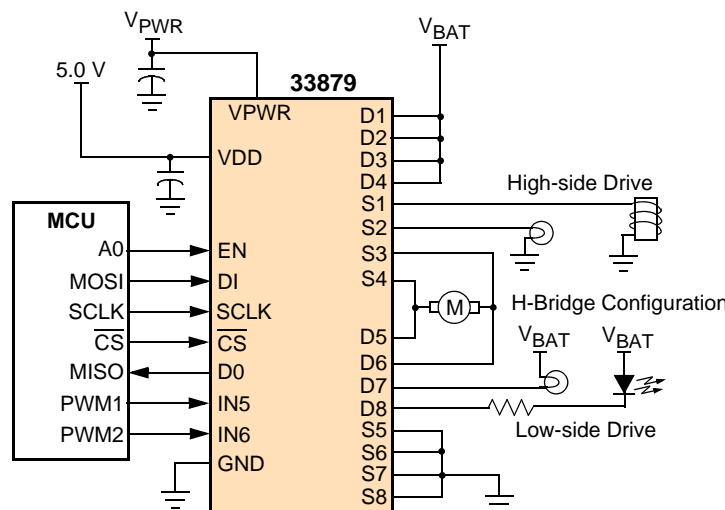 VPWR
5.0 V
33879
VBAT
VPWR
VDD
MCU
A0
MOSI
SCLK
CS
MISO
PWM1
PWM2
EN
DI
SCLK
CS
D0
IN5
IN6
GND
D1
D2
D3
D4
S1
S2
S3
S4
D5
D6
D7
D8
S5
S6
S7
S8
High-side Drive
M
H-Bridge Configuration
VBAT
VBAT
Low-side Drive